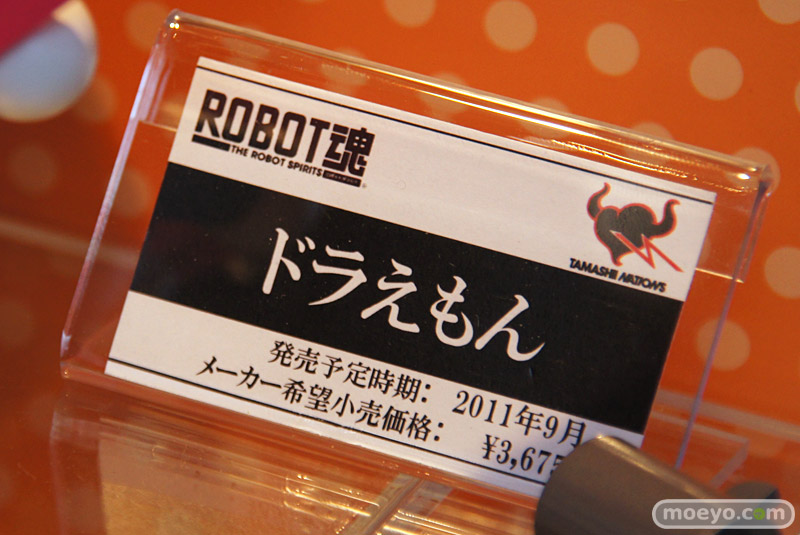 ROBOT魂
THE ROBOT SPIRITS
TAMASHII NATIONS
ドラえもん
発売予定時期: 2011年9月
メーカー希望小売価格: ¥3,675
moeyo.com